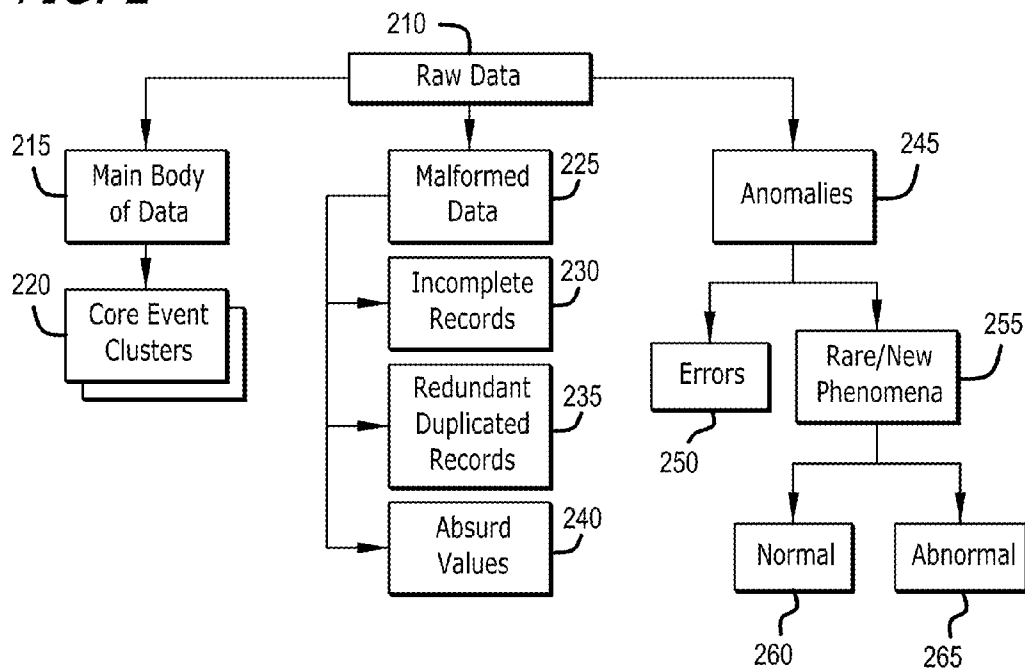 210
Raw Data
215
Main Body
of Data
225
Malformed
Data
245
Anomalies
220
Core Event
Clusters
230
Incomplete
Records
255
Errors
Rare/New
Phenomena
235
Redundant
Duplicated
Records
250
240
Absurd
Values
Normal
Abnormal
260
265